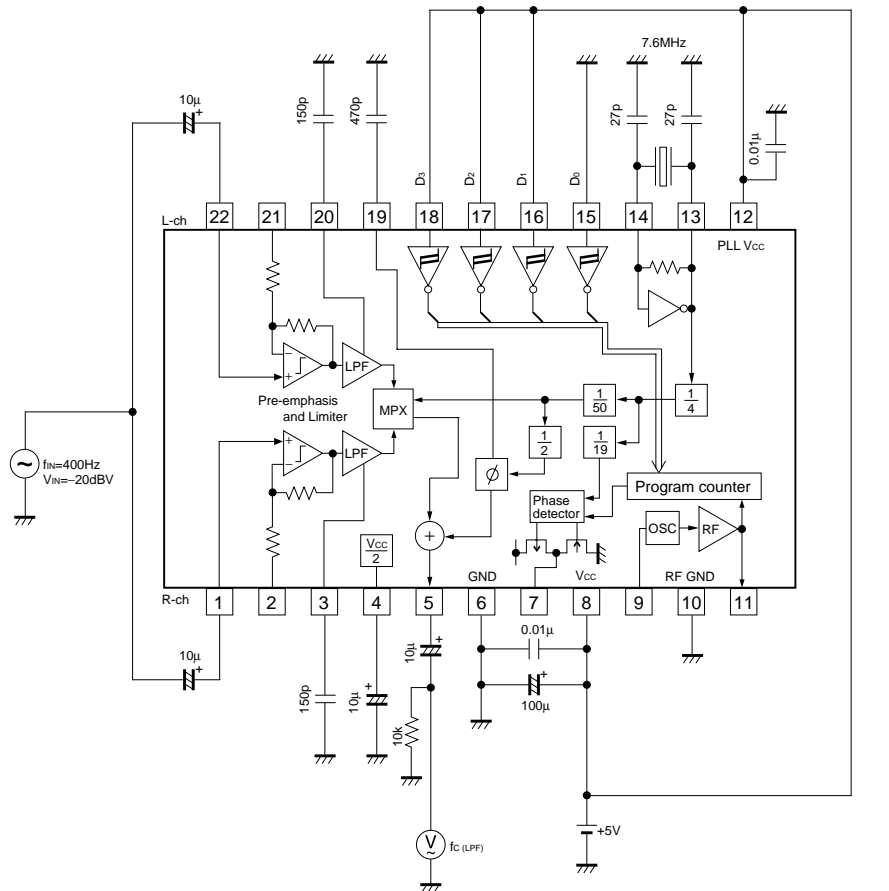 7.6MHz
10μ
+
150p
470p
27p
27p
0.01μ
D3
D2
D1
D0
L-ch
22
21
20
19
18
17
16
15
14
13
12
PLL VCC
−
+
LPF
Pre-emphasis
and Limiter
MPX
1/50
1/4
1/2
1/19
+
−
LPF
ϕ
~
fIN=400Hz
VIN=−20dBV
Program counter
Phase
detector
OSC
RF
+
VCC/2
GND
VCC
RF GND
R-ch
1
2
3
4
5
6
7
8
9
10
11
10μ
+
150p
10μ
+
10μ
+
10k
0.01μ
+
100μ
+5V
V
~
fC (LPF)